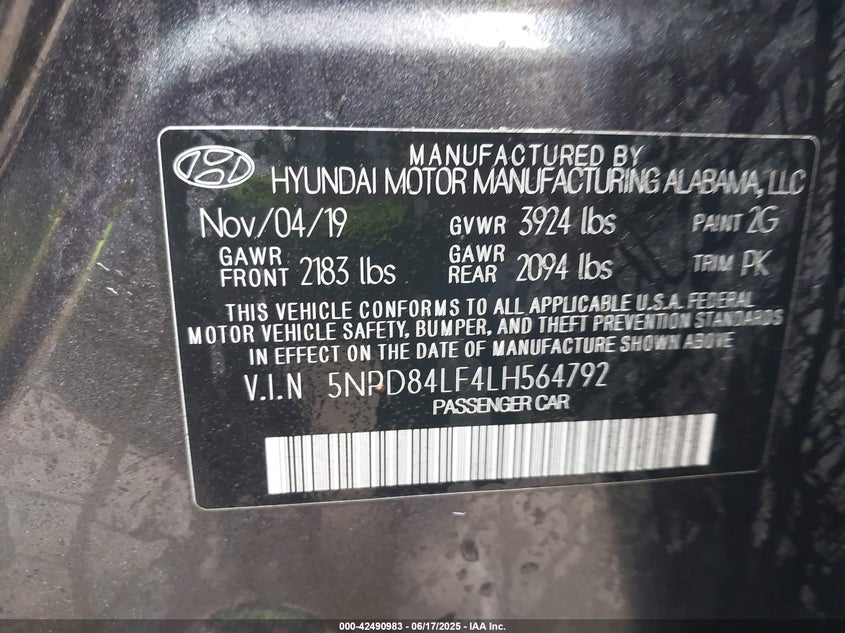 MANUFACTURED BY
HYUNDAI MOTOR MANUFACTURING ALABAMA, LLC
Nov/04/19 GVWR 3924 lbs PAINT 2G
GAWR FRONT 2183 lbs GAWR REAR 2094 lbs TRIM PK
THIS VEHICLE CONFORMS TO ALL APPLICABLE U.S.A. FEDERAL
MOTOR VEHICLE SAFETY, BUMPER, AND THEFT PREVENTION STANDARDS
IN EFFECT ON THE DATE OF MANUFACTURE SHOWN ABOVE
V.I.N 5NPD84LF4LH564792
PASSENGER CAR
000-42490983 - 06/17/2025 - IAA Inc.